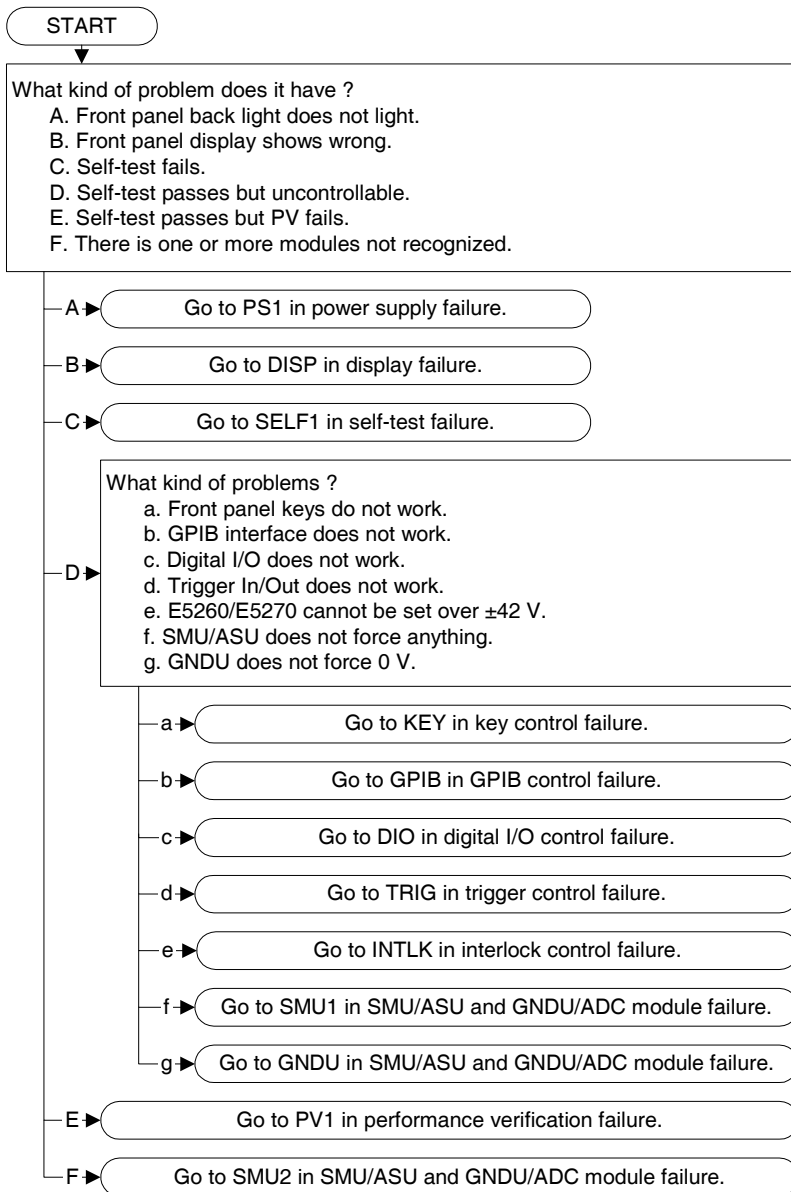 START
What kind of problem does it have ?
A. Front panel back light does not light.
B. Front panel display shows wrong.
C. Self-test fails.
D. Self-test passes but uncontrollable.
E. Self-test passes but PV fails.
F. There is one or more modules not recognized.
A
Go to PS1 in power supply failure.
B
Go to DISP in display failure.
C
Go to SELF1 in self-test failure.
D
What kind of problems ?
a. Front panel keys do not work.
b. GPIB interface does not work.
c. Digital I/O does not work.
d. Trigger In/Out does not work.
e. E5260/E5270 cannot be set over ±42 V.
f. SMU/ASU does not force anything.
g. GNDU does not force 0 V.
a
Go to KEY in key control failure.
b
Go to GPIB in GPIB control failure.
c
Go to DIO in digital I/O control failure.
d
Go to TRIG in trigger control failure.
e
Go to INTLK in interlock control failure.
f
Go to SMU1 in SMU/ASU and GNDU/ADC module failure.
g
Go to GNDU in SMU/ASU and GNDU/ADC module failure.
E
Go to PV1 in performance verification failure.
F
Go to SMU2 in SMU/ASU and GNDU/ADC module failure.